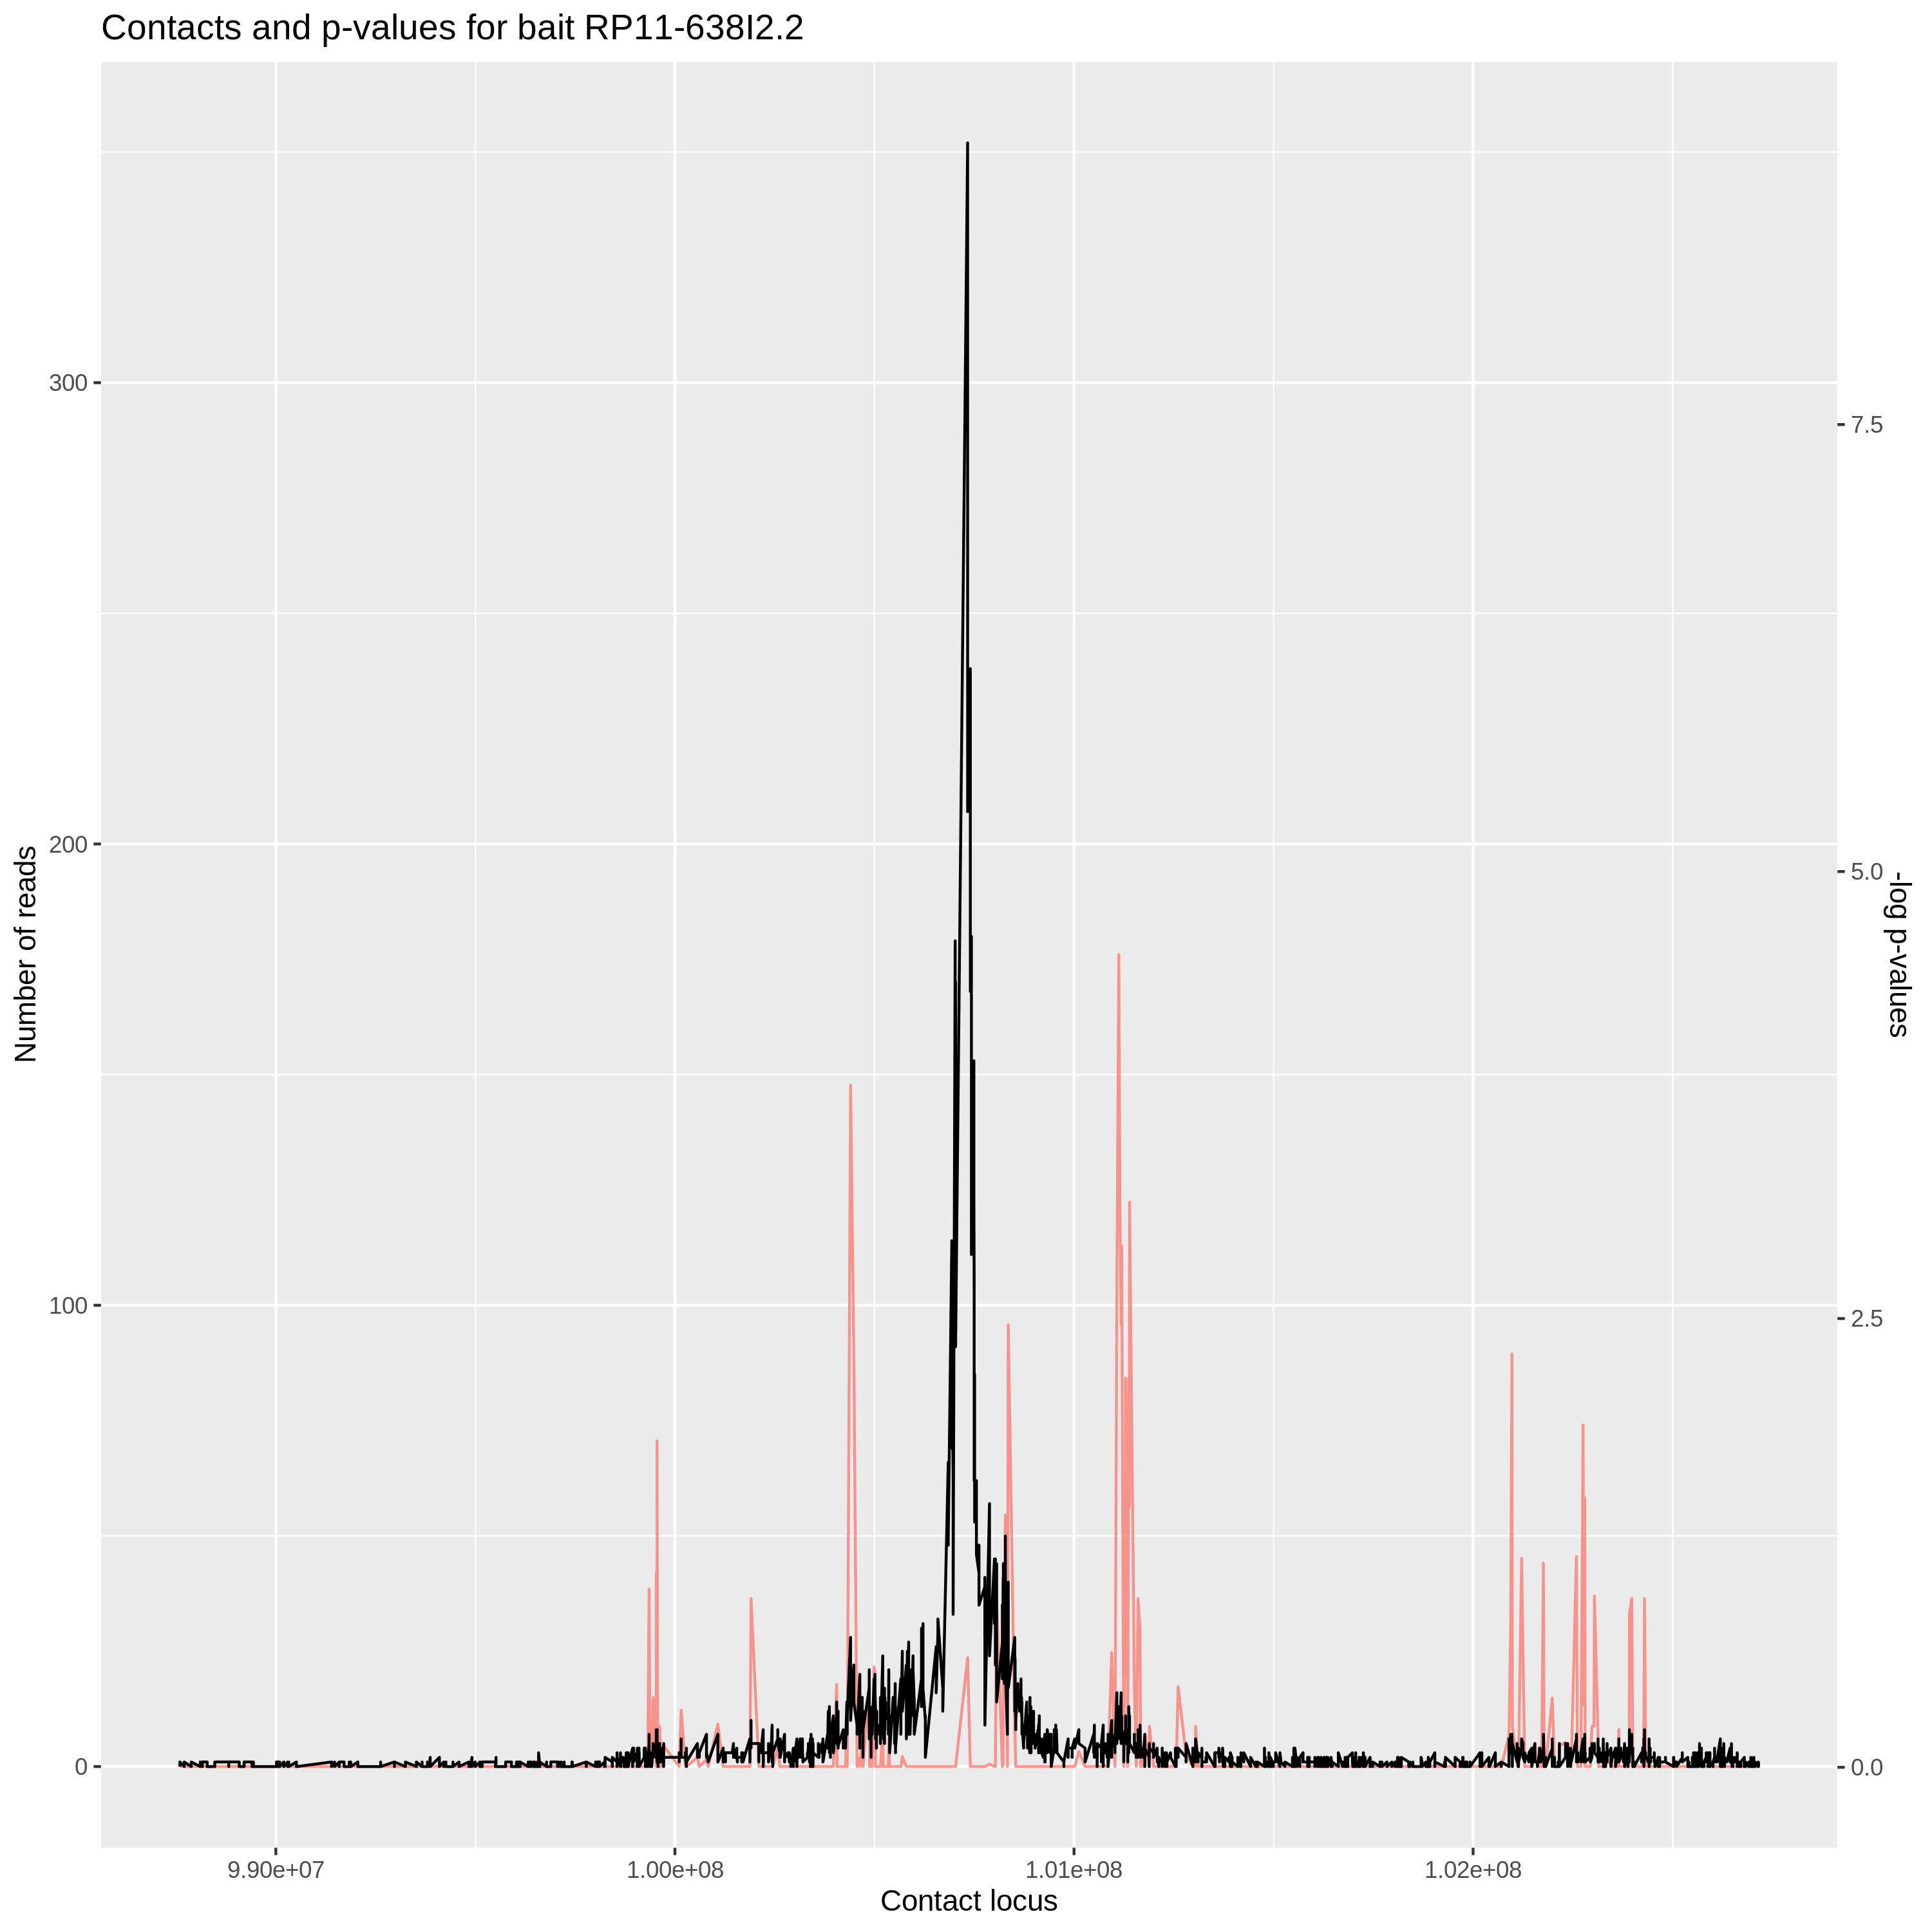 Contacts and p-values for bait RP11-638I2.2
300
200
100
0
7.5
5.0
2.5
0.0
Number of reads
-log p-values
9.90e+07
1.00e+08
1.01e+08
1.02e+08
Contact locus